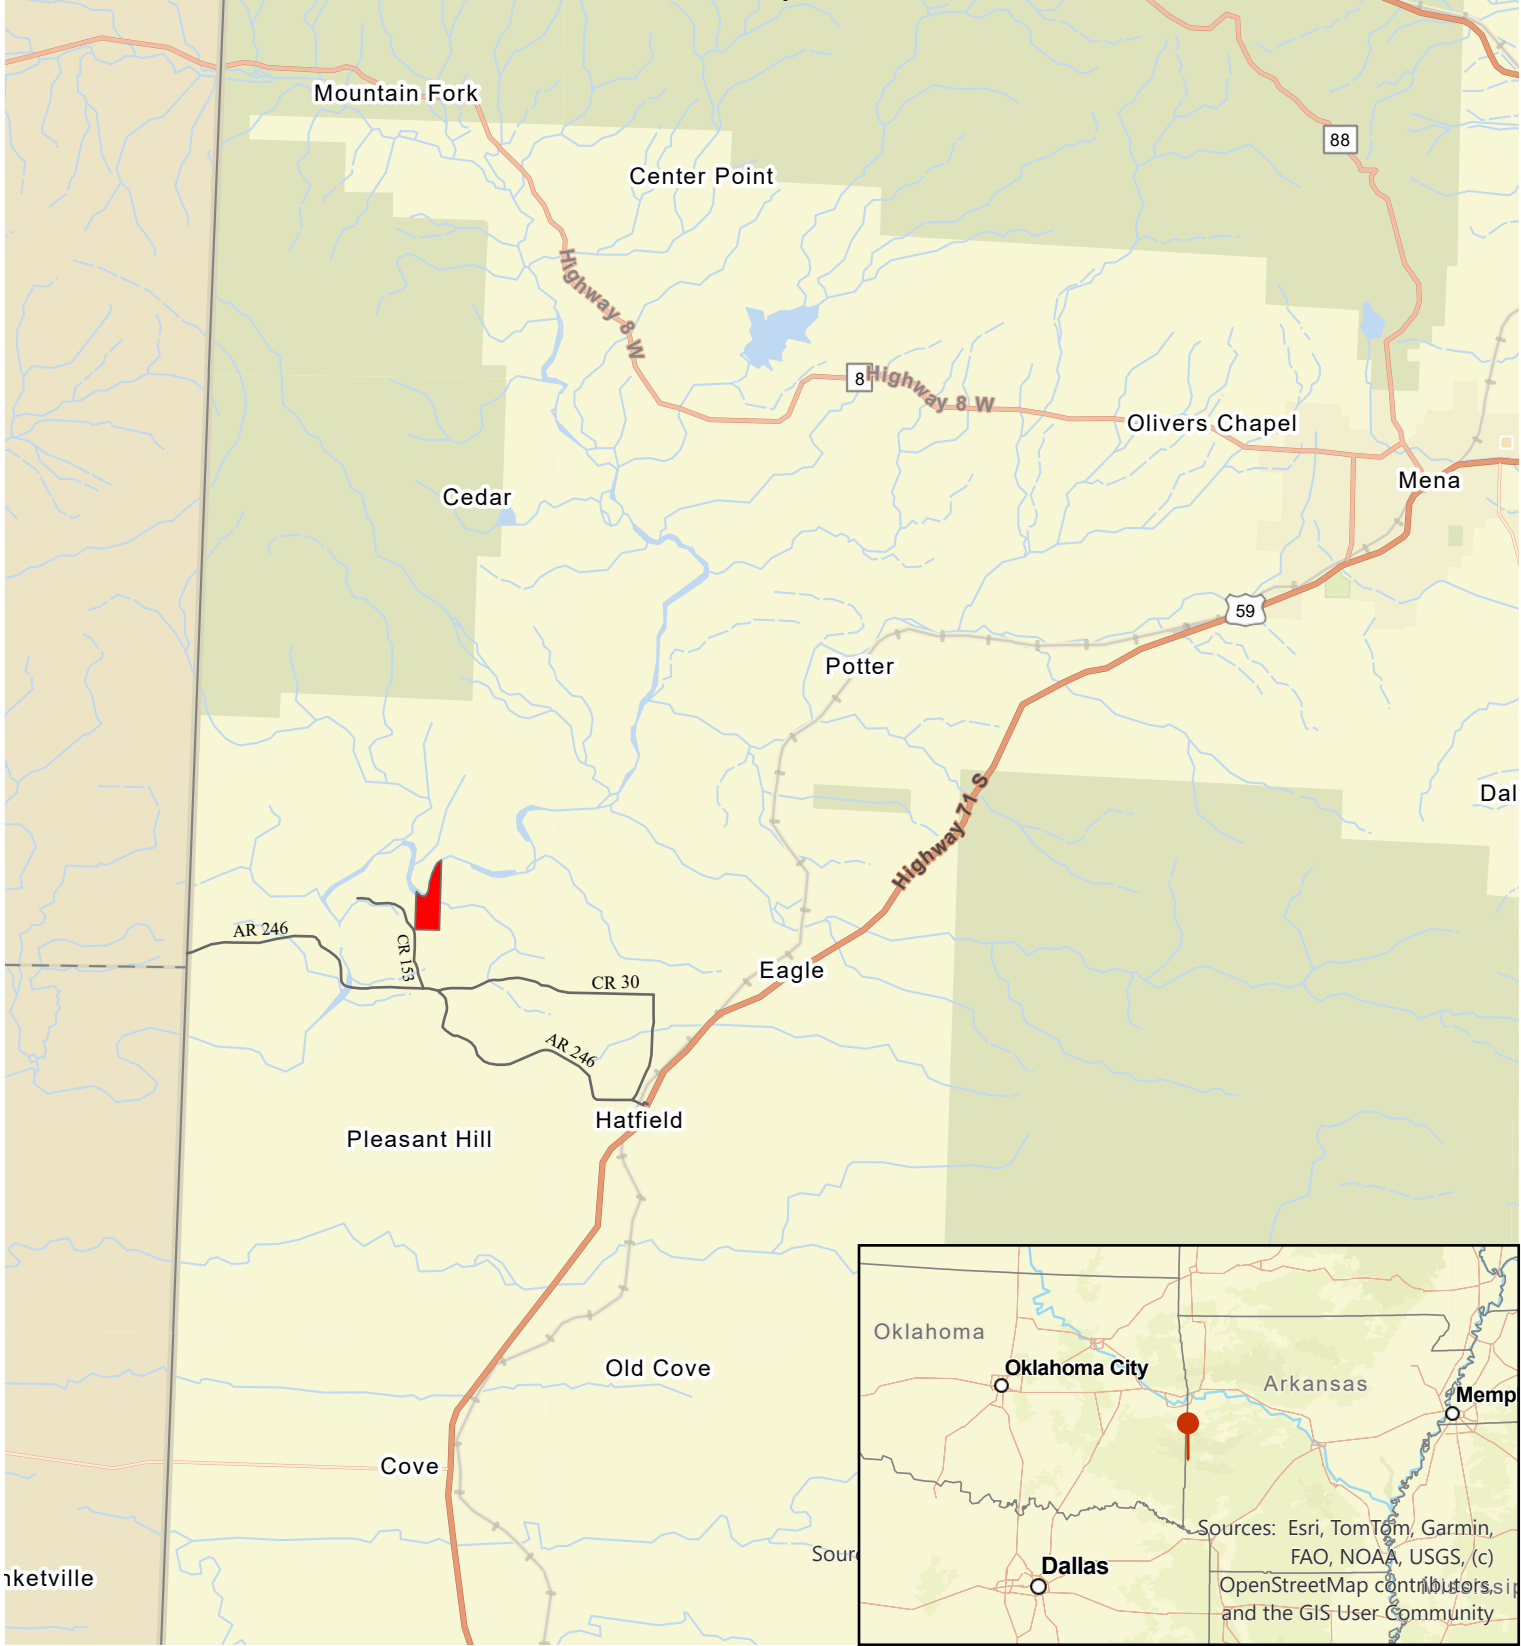 Mountain Fork
88
Center Point
Highway 8 W
8
Highway 8 W
Olivers Chapel
Mena
Cedar
59
Potter
Highway 71 S
Dal
AR 246
CR 153
CR 30
Eagle
AR 246
Hatfield
Pleasant Hill
Old Cove
Cove
nketville
Sourc
Oklahoma
Oklahoma City
Arkansas
Memp
Dallas
Mississip
Sources: Esri, TomTom, Garmin,
FAO, NOAA, USGS, (c)
OpenStreetMap contributors,
and the GIS User Community